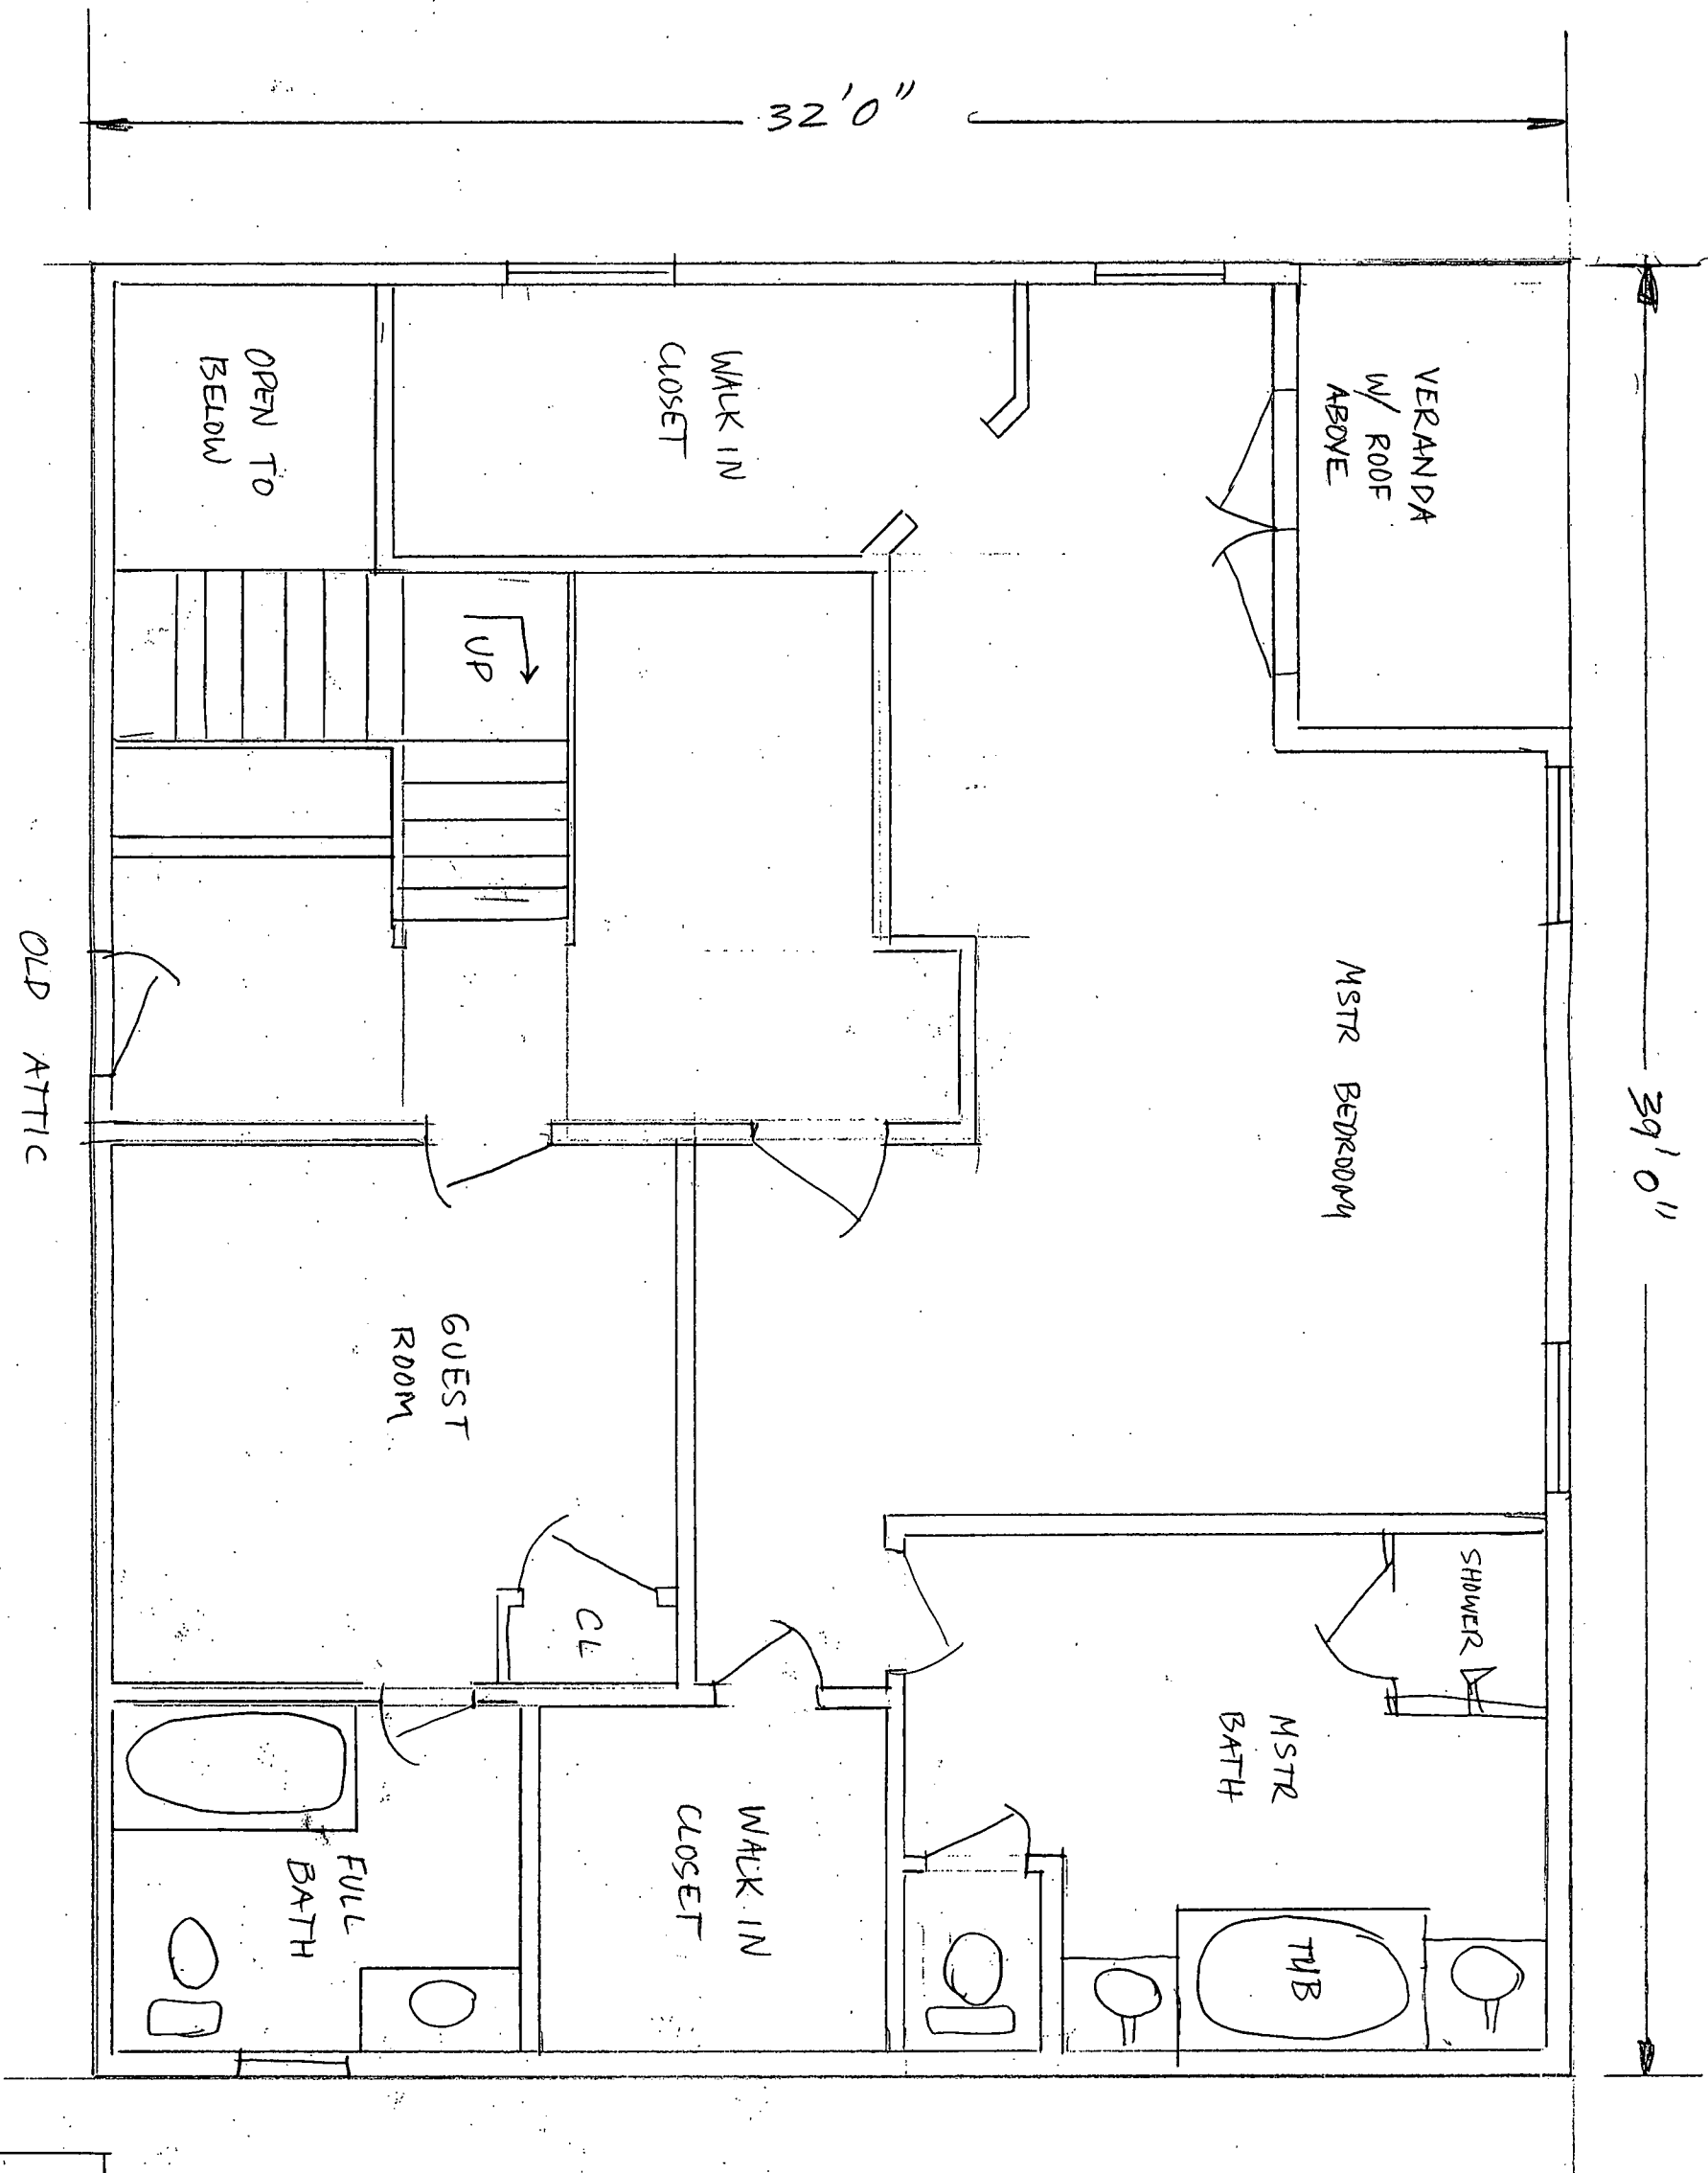 39'0"
32'0"
VERANDA
W/ ROOF
ABOVE
MSTR BEDROOM
SHOWER
MSTR
BATH
TUB
WALK IN
CLOSET
WALK IN
CLOSET
UP
CL
GUEST
ROOM
OPEN TO
BELOW
FULL
BATH
OLD ATTIC